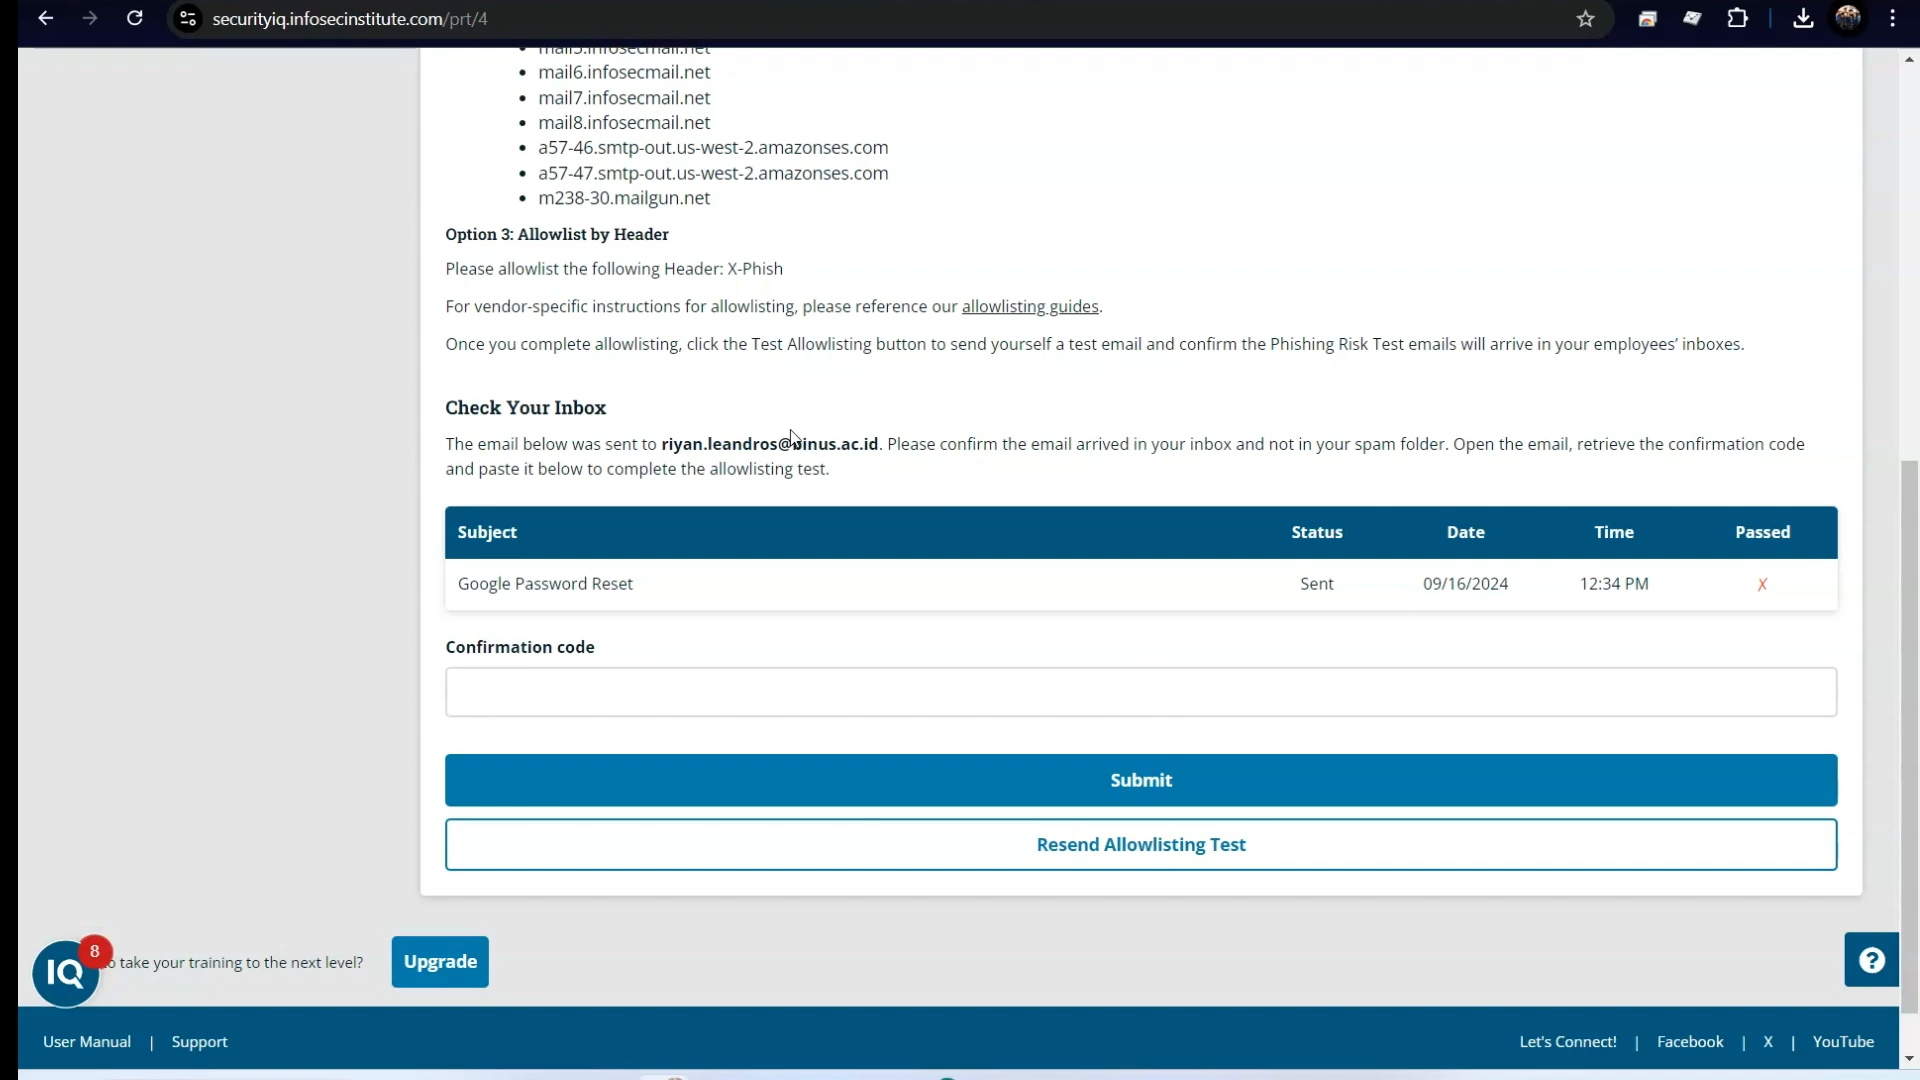 securityiq.infosecinstitute.com/prt/4
mail5.infosecmail.net
mail6.infosecmail.net
mail7.infosecmail.net
mail8.infosecmail.net
a57-46.smtp-out.us-west-2.amazonses.com
a57-47.smtp-out.us-west-2.amazonses.com
m238-30.mailgun.net
Option 3: Allowlist by Header
Please allowlist the following Header: X-Phish
For vendor-specific instructions for allowlisting, please reference our allowlisting guides.
Once you complete allowlisting, click the Test Allowlisting button to send yourself a test email and confirm the Phishing Risk Test emails will arrive in your employees’ inboxes.
Check Your Inbox
The email below was sent to riyan.leandros@binus.ac.id. Please confirm the email arrived in your inbox and not in your spam folder. Open the email, retrieve the confirmation code
and paste it below to complete the allowlisting test.
Subject Status Date Time Passed
Google Password Reset Sent 09/16/2024 12:34 PM X
Confirmation code
Submit
Resend Allowlisting Test
IQ 8 o take your training to the next level? Upgrade ?
User Manual | Support Let's Connect! | Facebook | X | YouTube